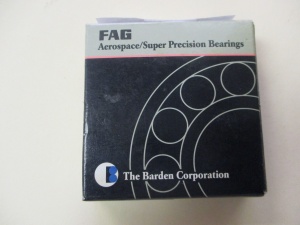 FAG
Aerospace/Super Precision Bearings
The Barden Corporation